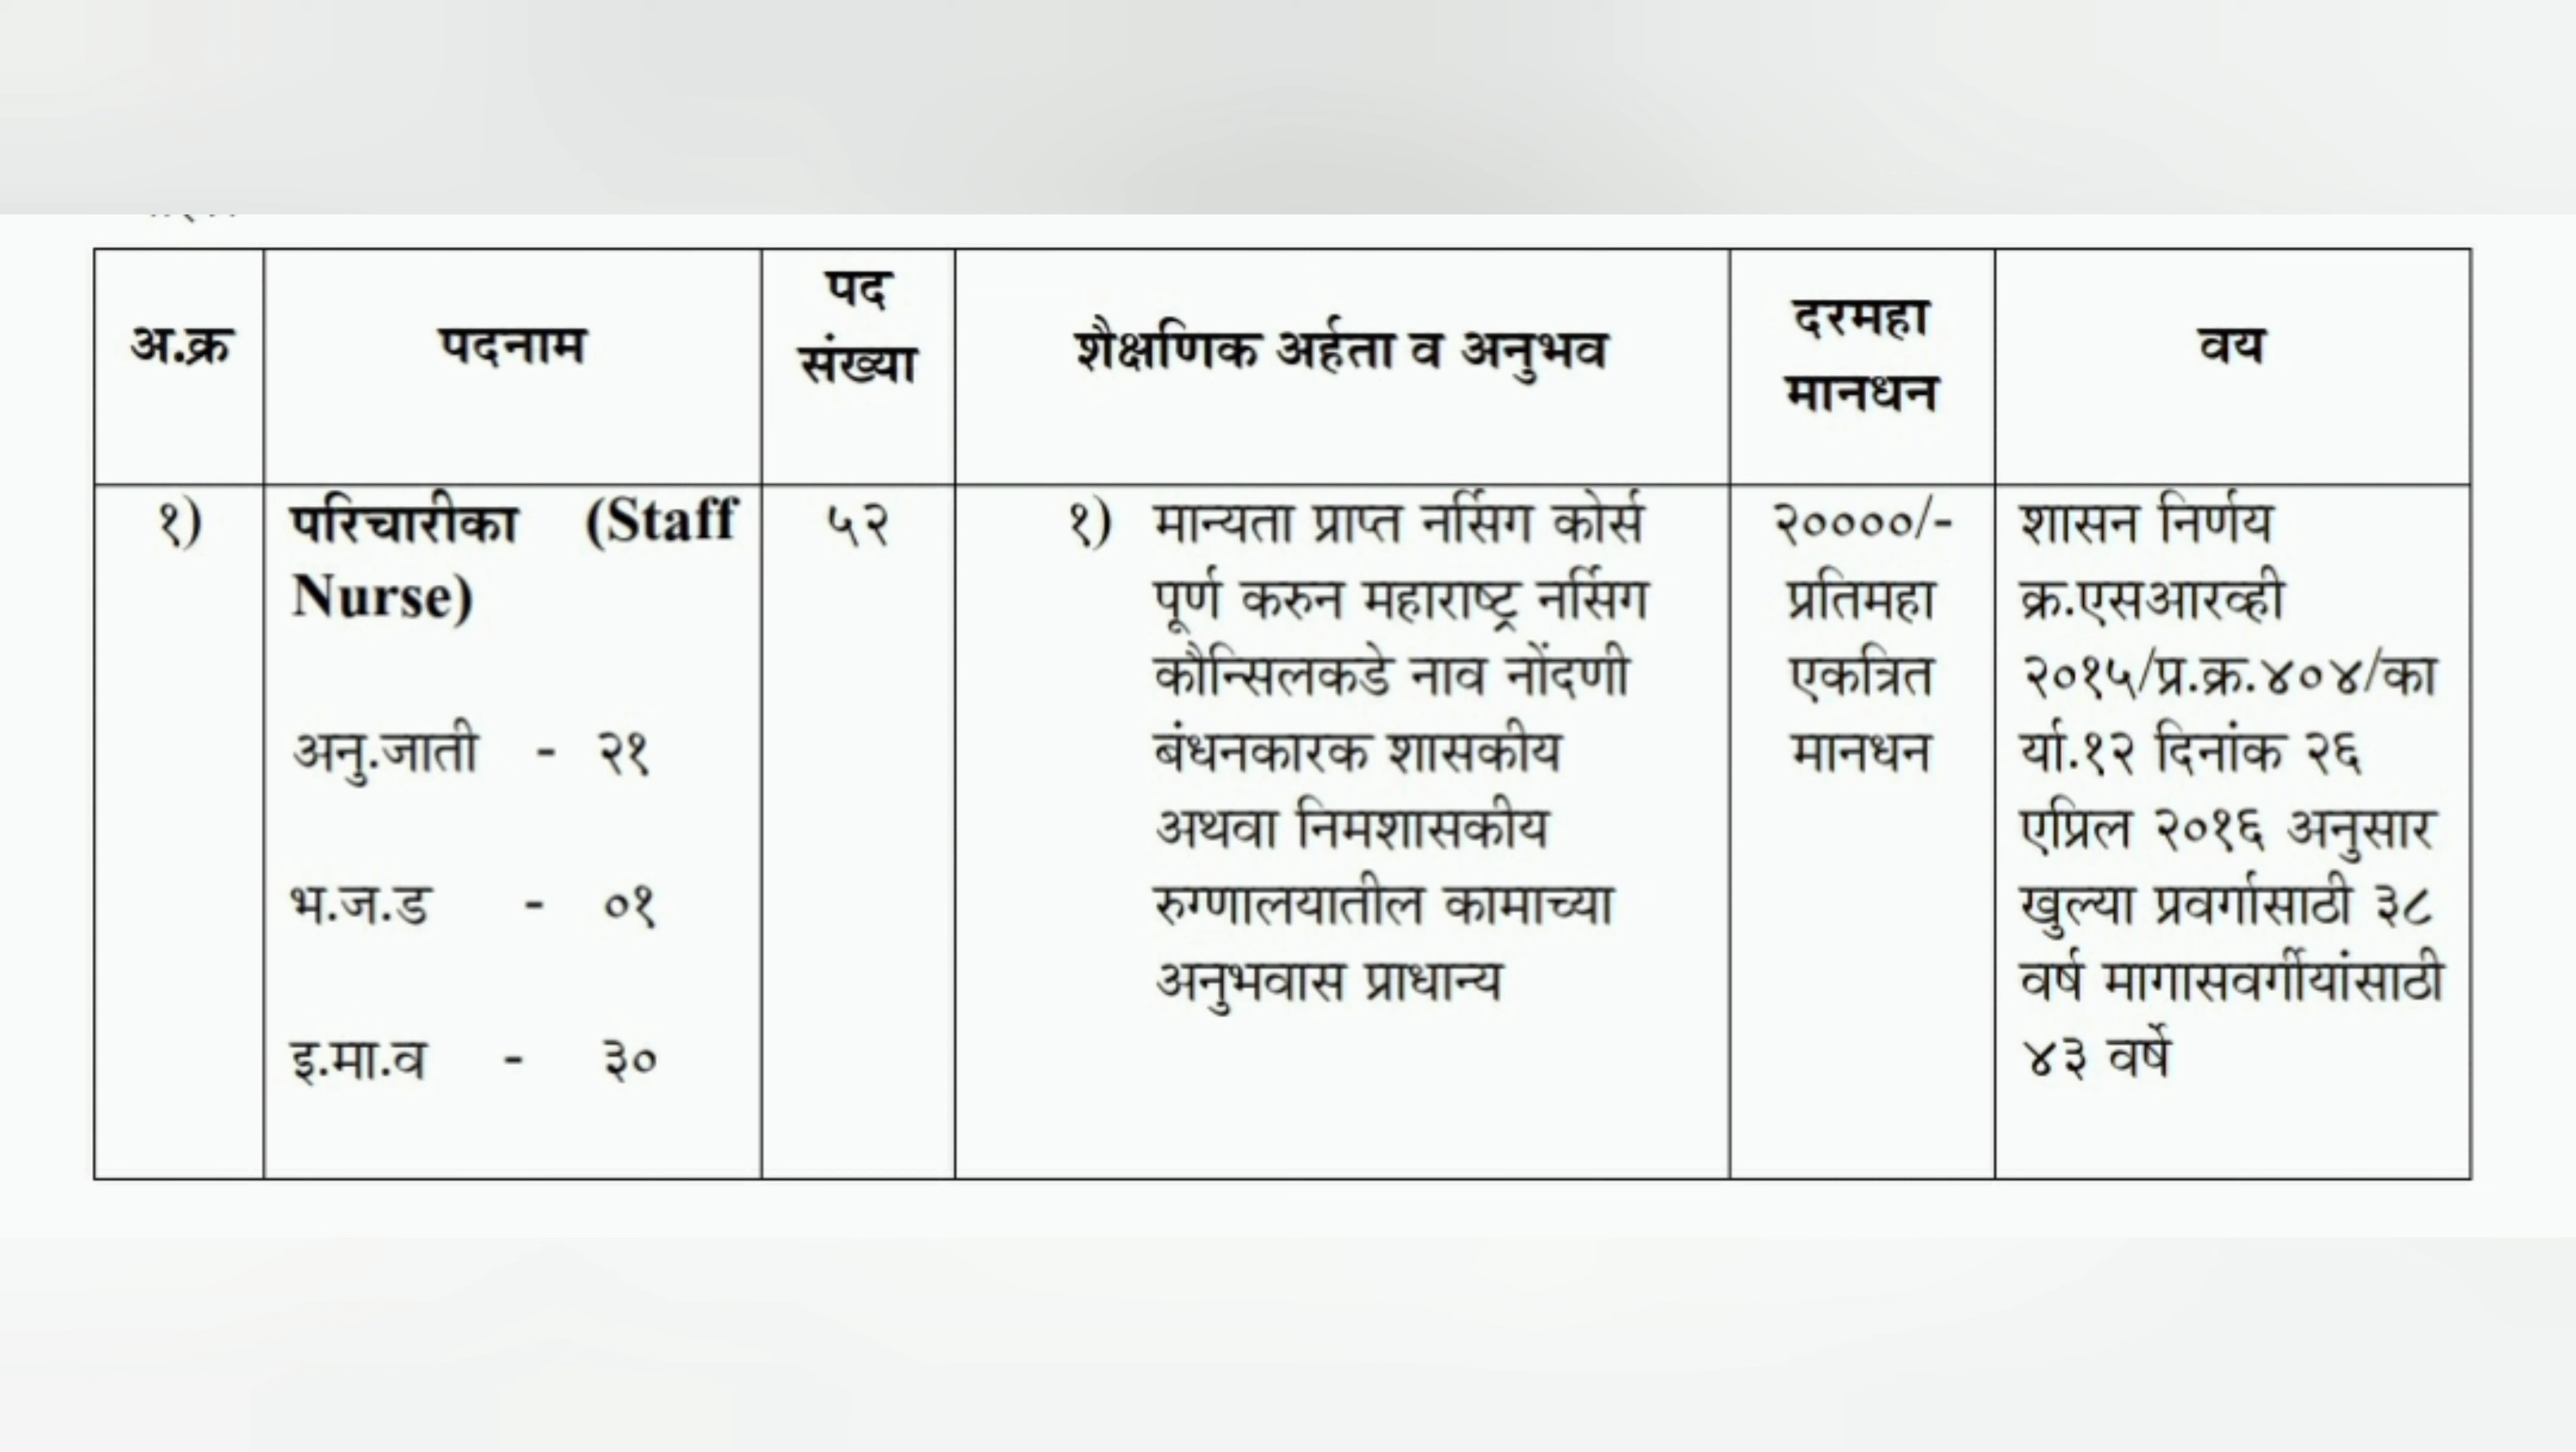 अ.क्र
पदनाम
पद
संख्या
शैक्षणिक अर्हता व अनुभव
दरमहा
मानधन
वय
१)
परिचारीका (Staff
Nurse)
अनु.जाती - २१
भ.ज.ड - ०१
इ.मा.व - ३०
५२
१) मान्यता प्राप्त नर्सिग कोर्स
पूर्ण करुन महाराष्ट्र नर्सिग
कौन्सिलकडे नाव नोंदणी
बंधनकारक शासकीय
अथवा निमशासकीय
रुग्णालयातील कामाच्या
अनुभवास प्राधान्य
२००००/-
प्रतिमहा
एकत्रित
मानधन
शासन निर्णय
क्र.एसआरव्ही
२०१५/प्र.क्र.४०४/का
र्या.१२ दिनांक २६
एप्रिल २०१६ अनुसार
खुल्या प्रवर्गासाठी ३८
वर्ष मागासवर्गीयांसाठी
४३ वर्षे